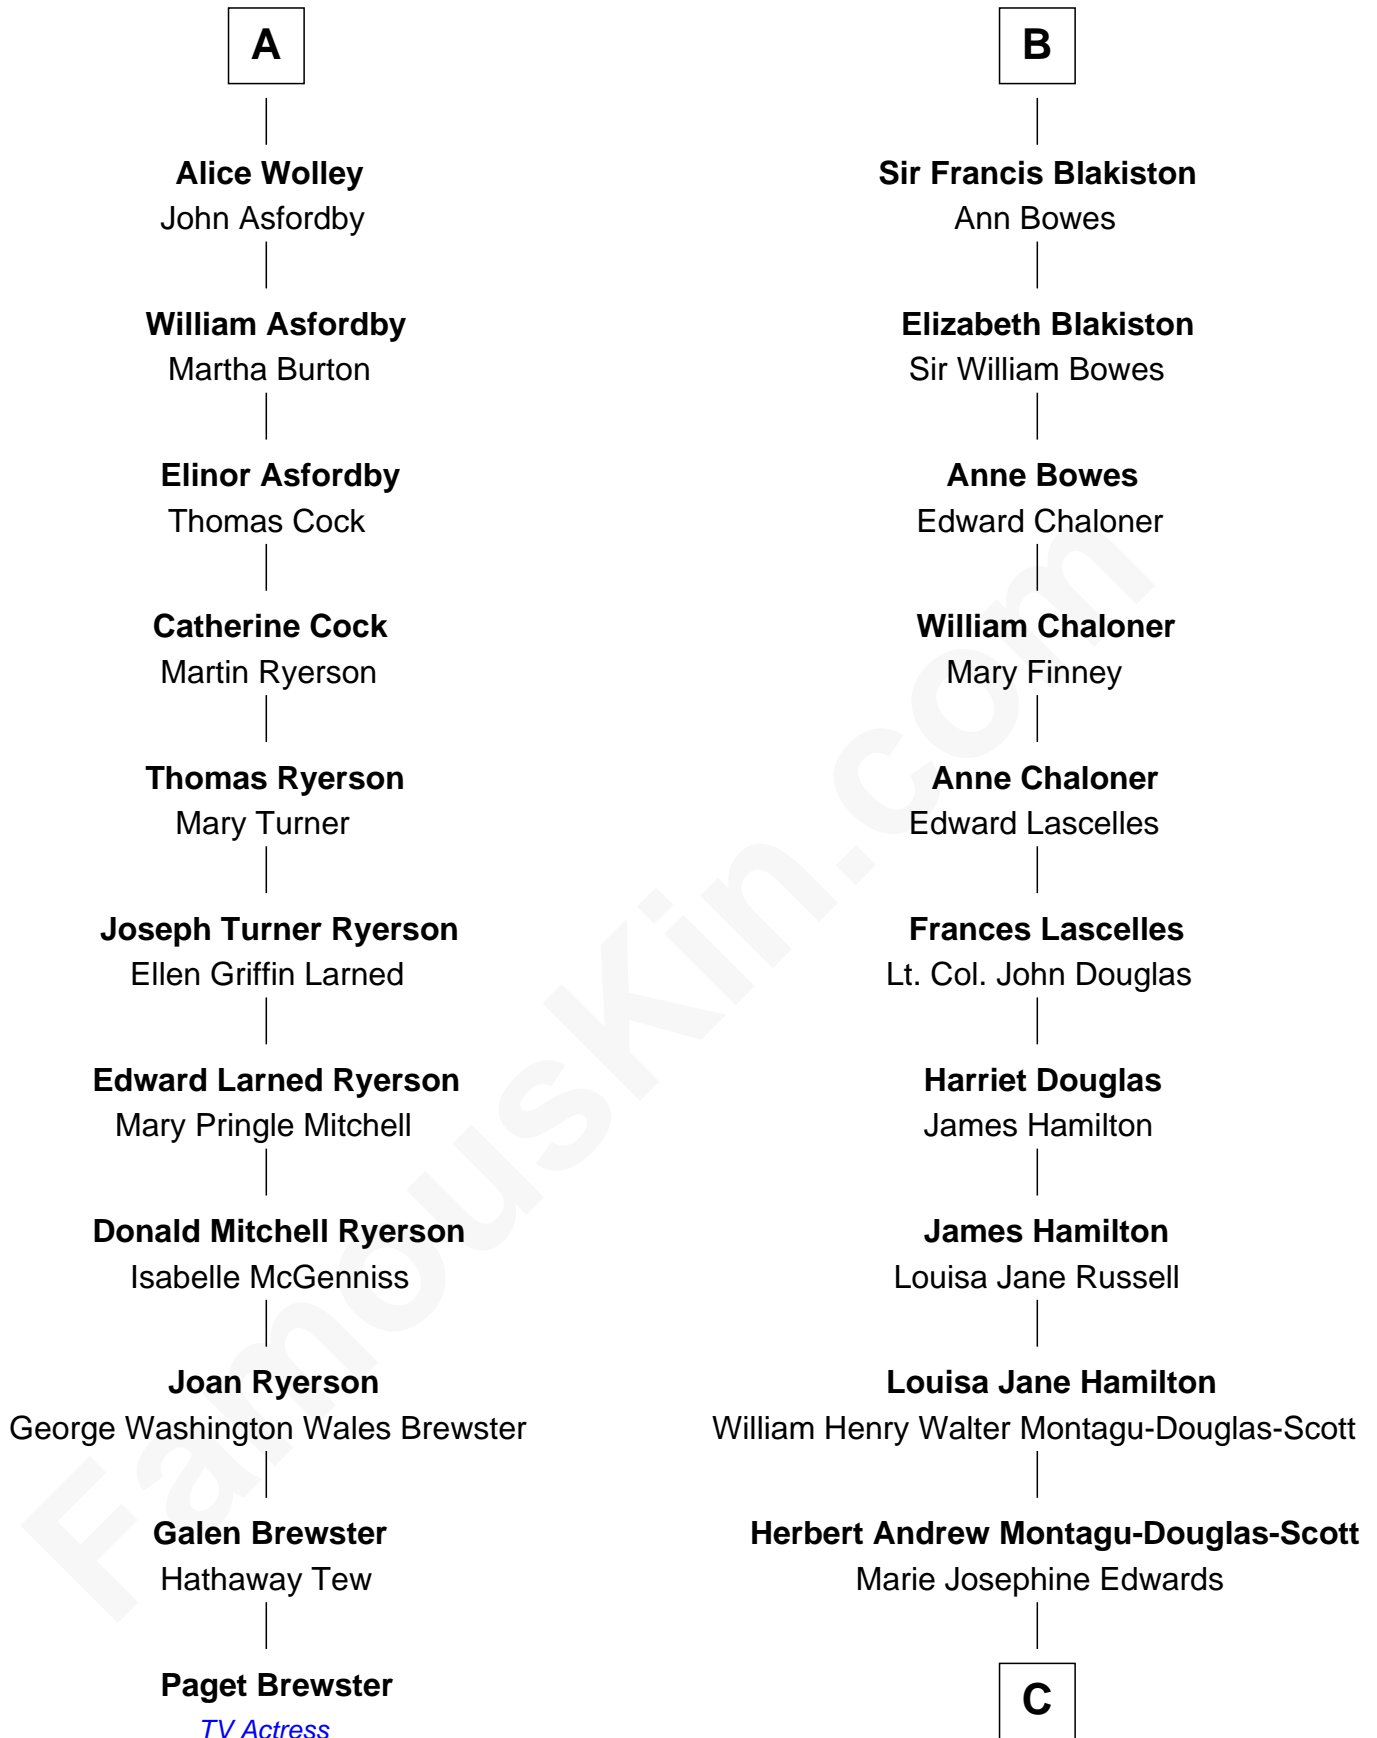 A
Alice Wolley
John Asfordby
William Asfordby
Martha Burton
Elinor Asfordby
Thomas Cock
Catherine Cock
Martin Ryerson
Thomas Ryerson
Mary Turner
Joseph Turner Ryerson
Ellen Griffin Larned
Edward Larned Ryerson
Mary Pringle Mitchell
Donald Mitchell Ryerson
Isabelle McGenniss
Joan Ryerson
George Washington Wales Brewster
Galen Brewster
Hathaway Tew
Paget Brewster
TV Actress
B
Sir Francis Blakiston
Ann Bowes
Elizabeth Blakiston
Sir William Bowes
Anne Bowes
Edward Chaloner
William Chaloner
Mary Finney
Anne Chaloner
Edward Lascelles
Frances Lascelles
Lt. Col. John Douglas
Harriet Douglas
James Hamilton
James Hamilton
Louisa Jane Russell
Louisa Jane Hamilton
William Henry Walter Montagu-Douglas-Scott
Herbert Andrew Montagu-Douglas-Scott
Marie Josephine Edwards
C
FamousKin.com